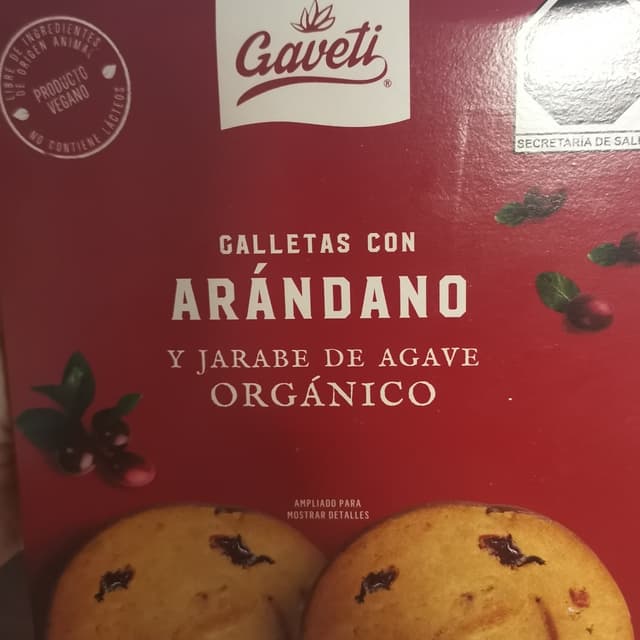 LIBRE DE INGREDIENTES
DE ORIGEN ANIMAL
PRODUCTO
VEGANO
NO CONTIENE LÁCTEOS
Gaveti
®
SECRETARÍA DE
GALLETAS CON
ARÁNDANO
Y JARABE DE AGAVE
ORGÁNICO
AMPLIADO PARA
MOSTRAR DETALLES